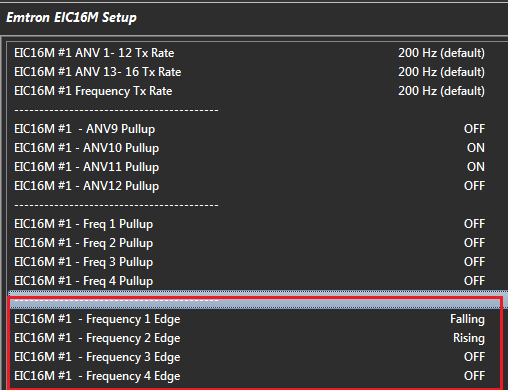 Emtron EIC16M Setup
EIC16M #1 ANV 1- 12 Tx Rate 200 Hz (default)
EIC16M #1 ANV 13- 16 Tx Rate 200 Hz (default)
EIC16M #1 Frequency Tx Rate 200 Hz (default)
------------------------------------------
EIC16M #1  - ANV9 Pullup OFF
EIC16M #1  - ANV10 Pullup ON
EIC16M #1  - ANV11 Pullup ON
EIC16M #1  - ANV12 Pullup OFF
------------------------------------------
EIC16M #1  - Freq 1 Pullup OFF
EIC16M #1  - Freq 2 Pullup OFF
EIC16M #1  - Freq 3 Pullup OFF
EIC16M #1  - Freq 4 Pullup OFF
------------------------------------------
EIC16M #1  - Frequency 1 Edge Falling
EIC16M #1  - Frequency 2 Edge Rising
EIC16M #1  - Frequency 3 Edge OFF
EIC16M #1  - Frequency 4 Edge OFF